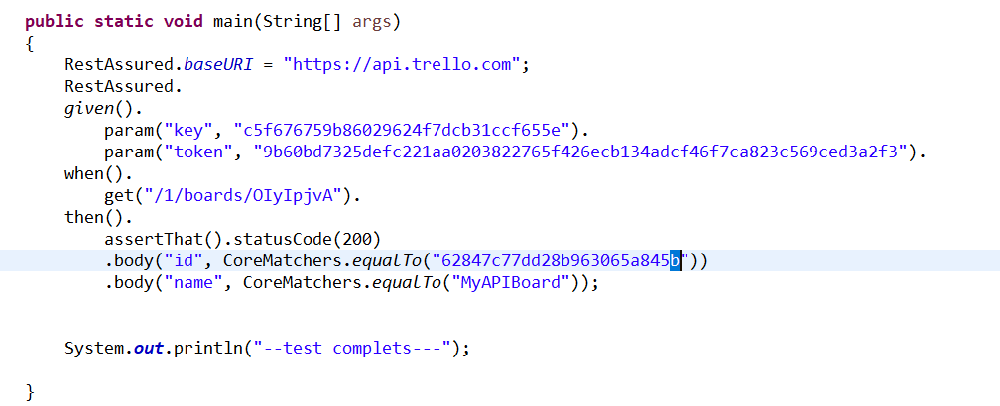 public static void main(String[] args)
{
RestAssured.baseURI = "https://api.trello.com";
RestAssured.
given().
param("key", "c5f676759b86029624f7dcb31ccf655e").
param("token", "9b60bd7325defc221aa0203822765f426ecb134adcf46f7ca823c569ced3a2f3").
when().
get("/1/boards/OIyIpjvA").
then().
assertThat().statusCode(200)
.body("id", CoreMatchers.equalTo("62847c77dd28b963065a845b"))
.body("name", CoreMatchers.equalTo("MyAPIBoard"));
System.out.println("--test complets---");
}